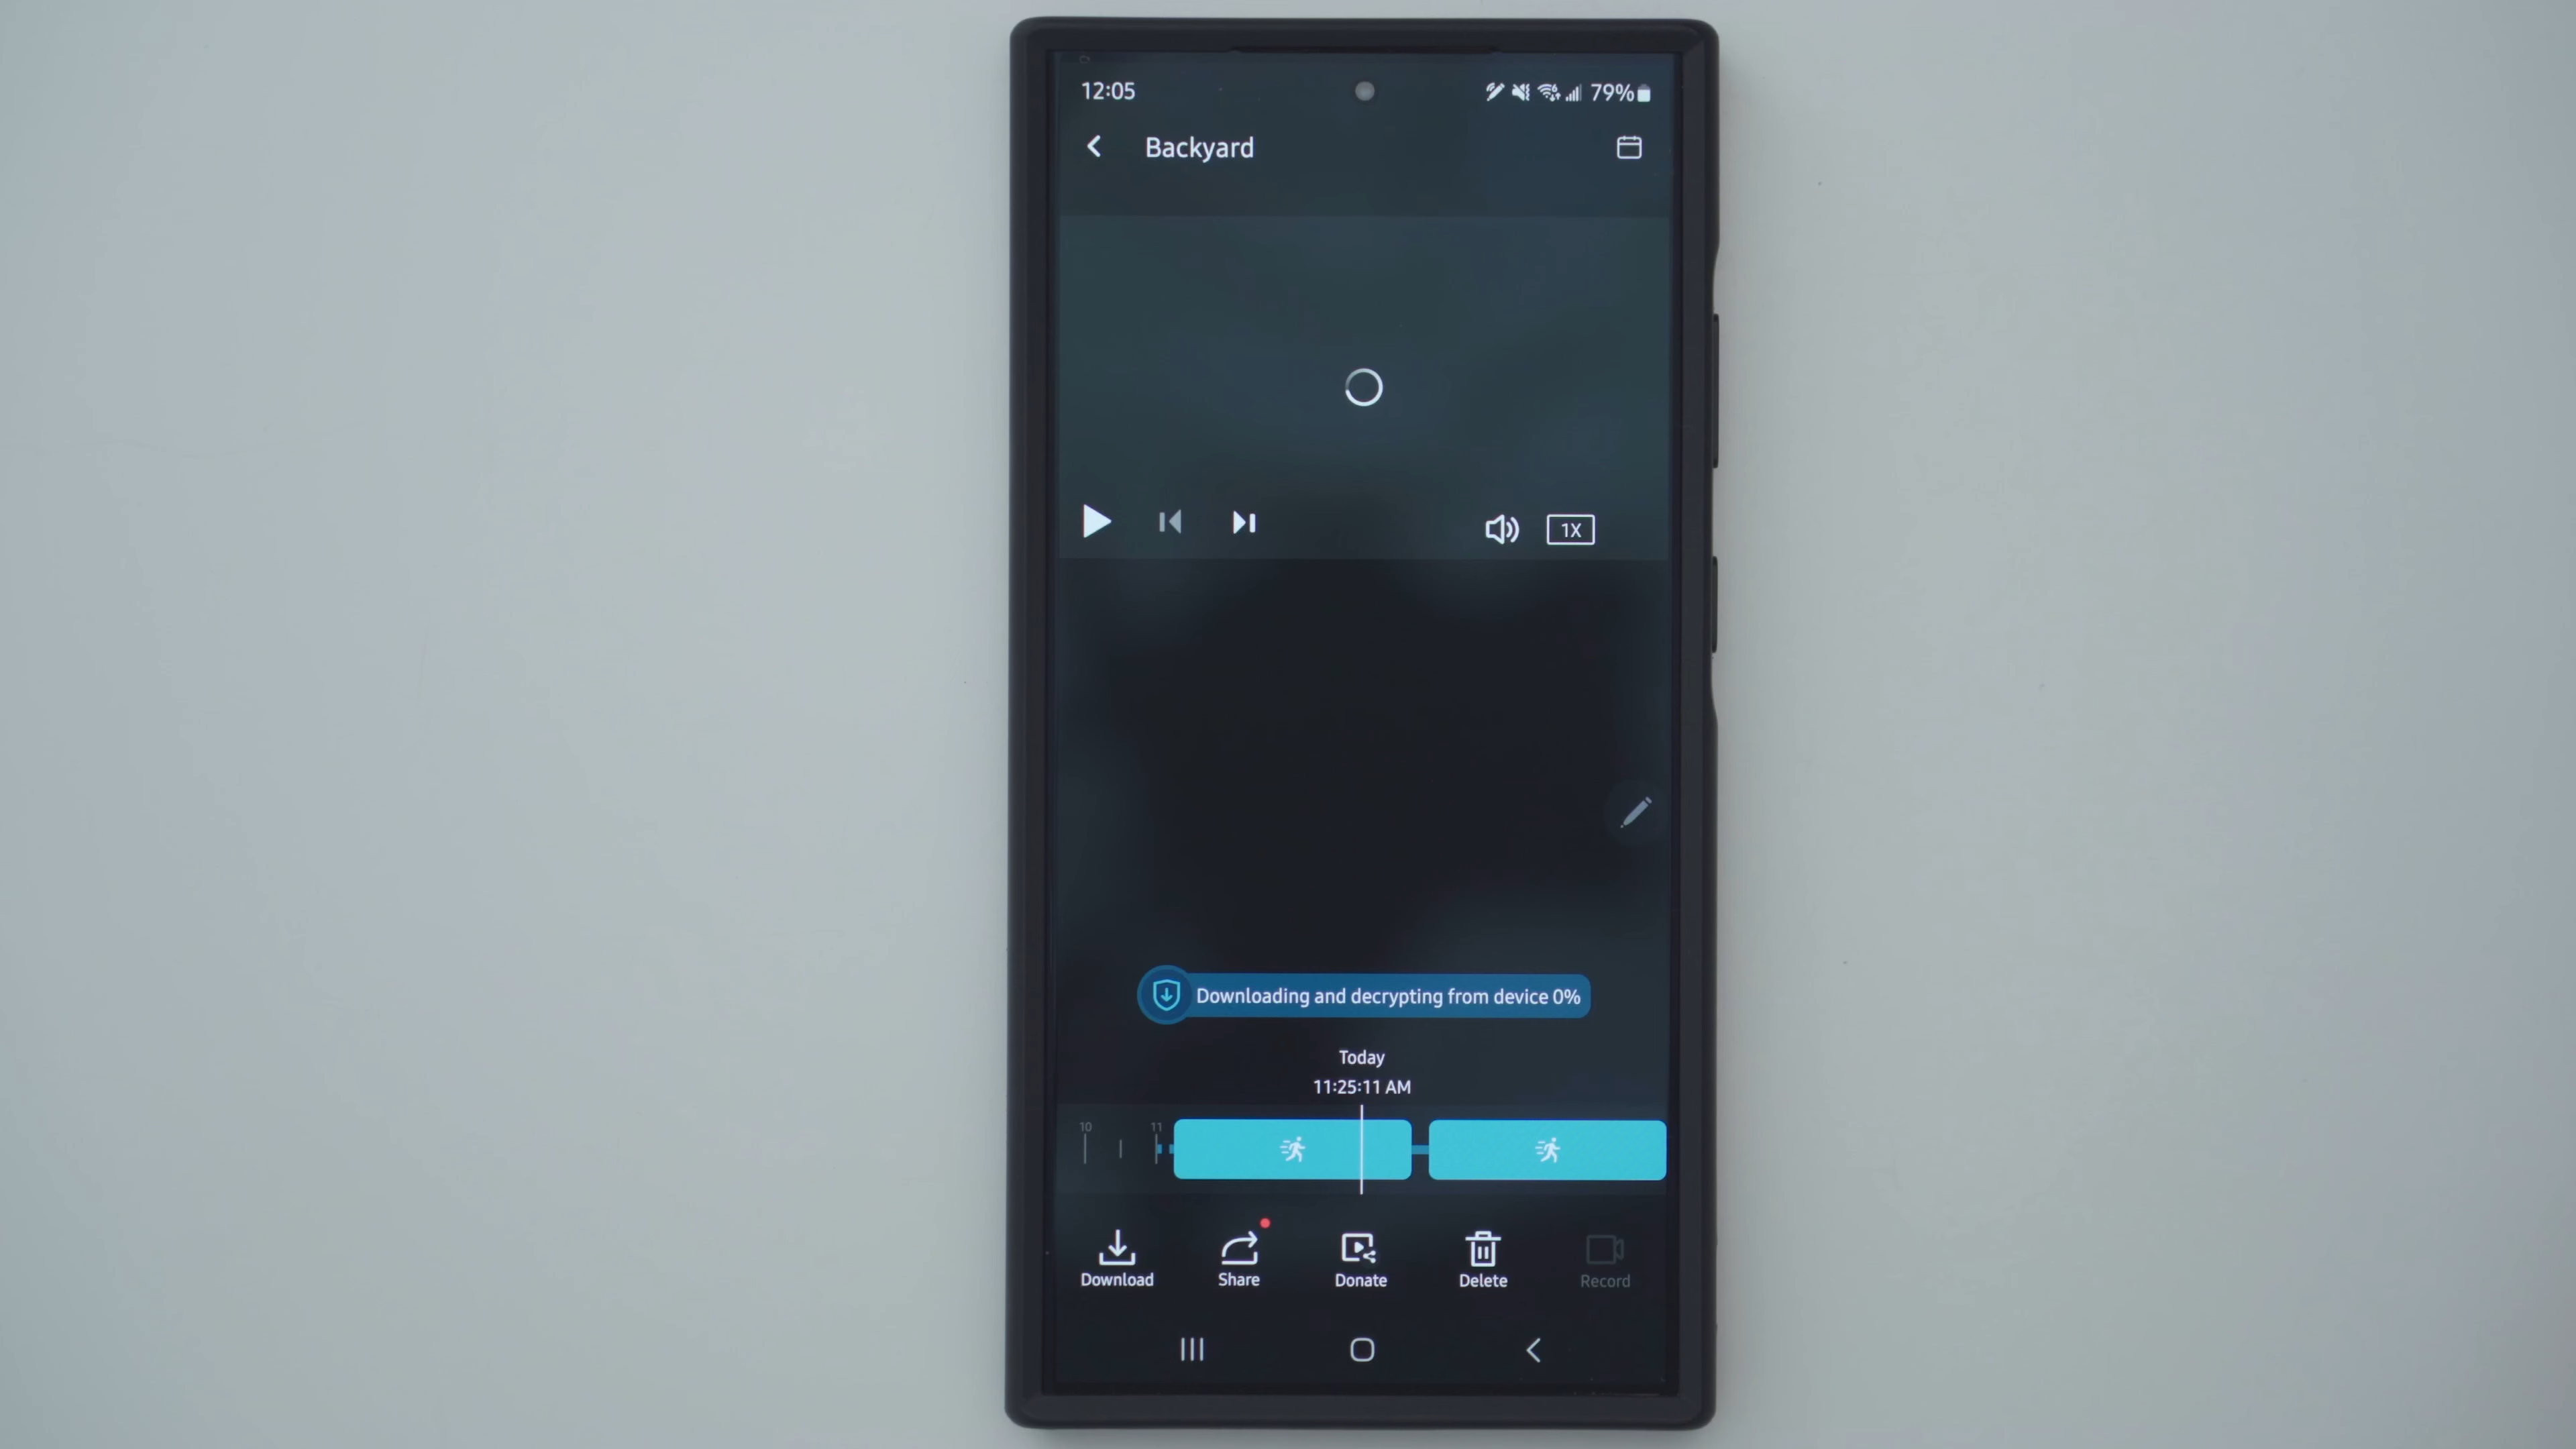 12:05
79%
Backyard
1X
Downloading and decrypting from device 0%
Today
11:25:11 AM
10
11
Download
Share
Donate
Delete
Record